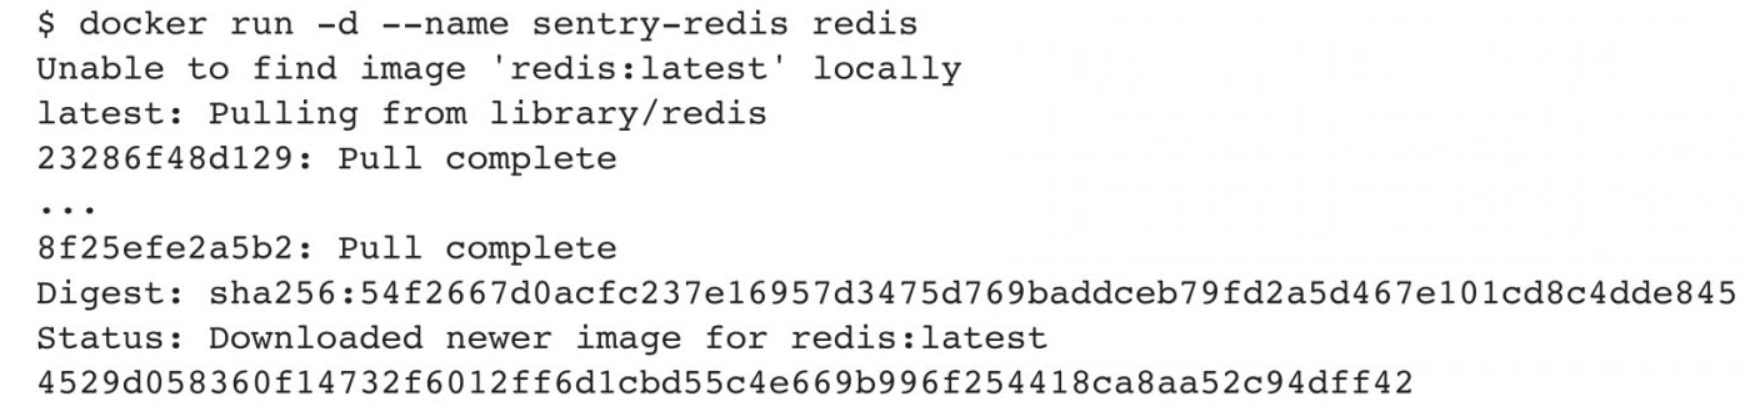 $ docker run -d --name sentry-redis redis
Unable to find image 'redis:latest' locally
latest: Pulling from library/redis
23286f48d129: Pull complete
...
8f25efe2a5b2: Pull complete
Digest: sha256:54f2667d0acfc237e16957d3475d769baddceb79fd2a5d467e101cd8c4dde845
Status: Downloaded newer image for redis:latest
4529d058360f14732f6012ff6d1cbd55c4e669b996f254418ca8aa52c94dff42